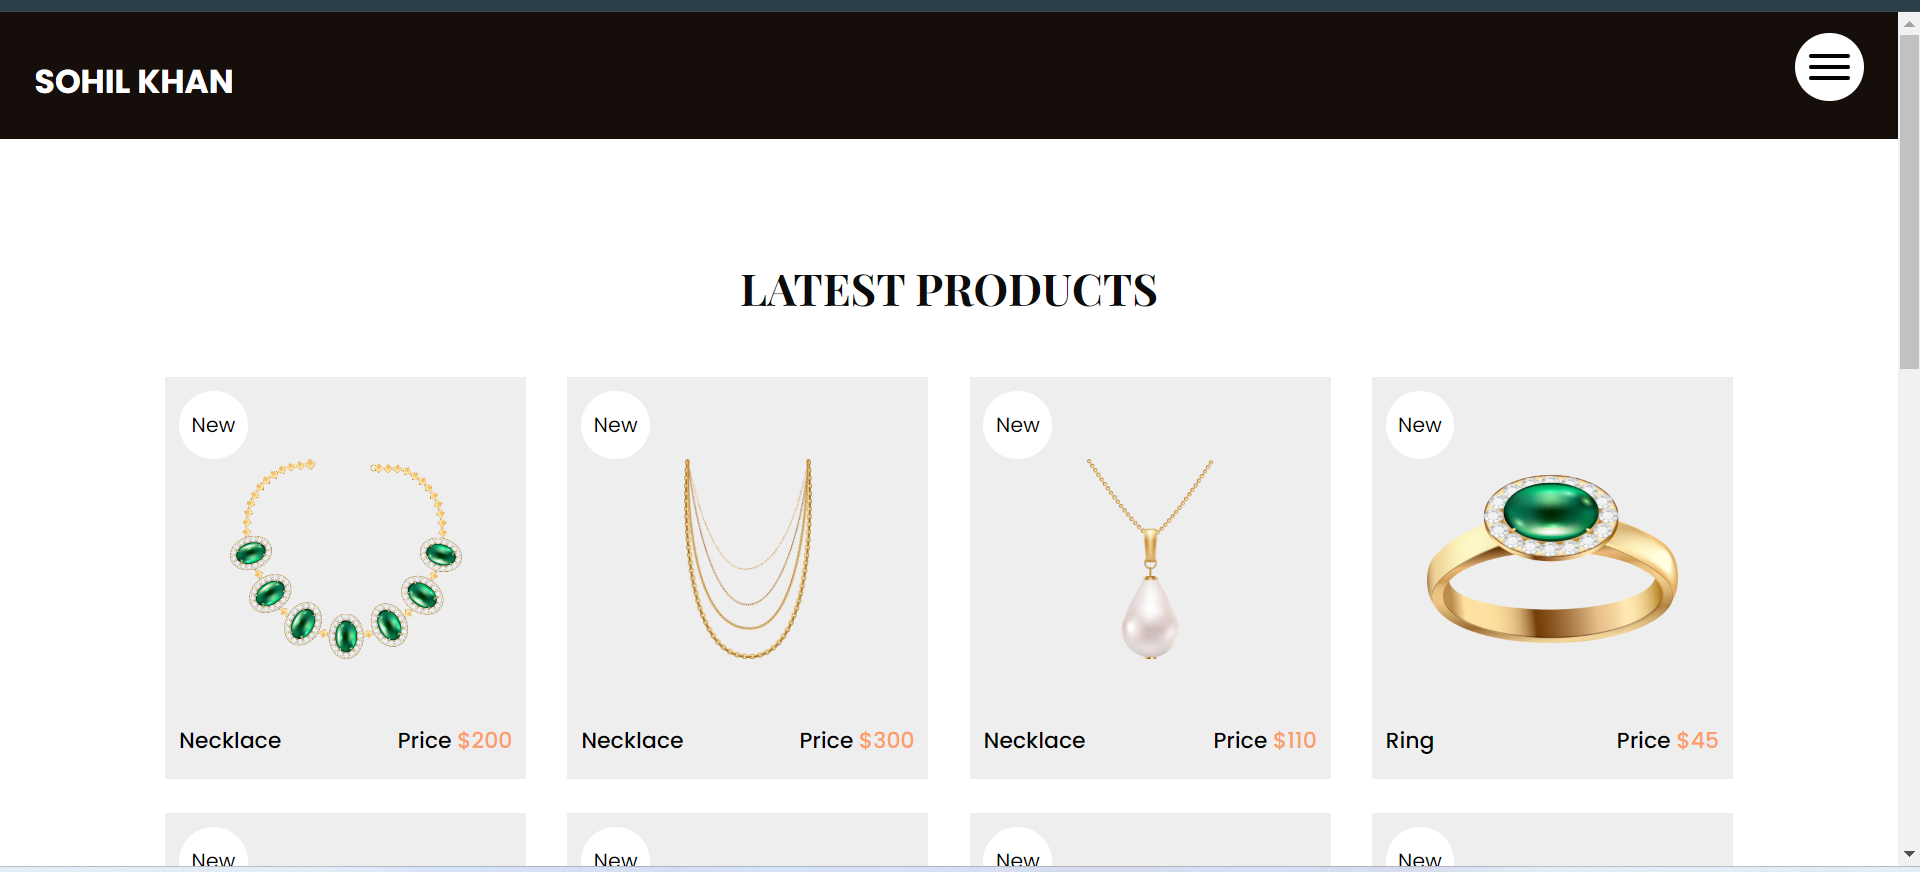 SOHIL KHAN
LATEST PRODUCTS
New
New
New
New
Necklace Price $200
Necklace Price $300
Necklace Price $110
Ring Price $45
New
New
New
New